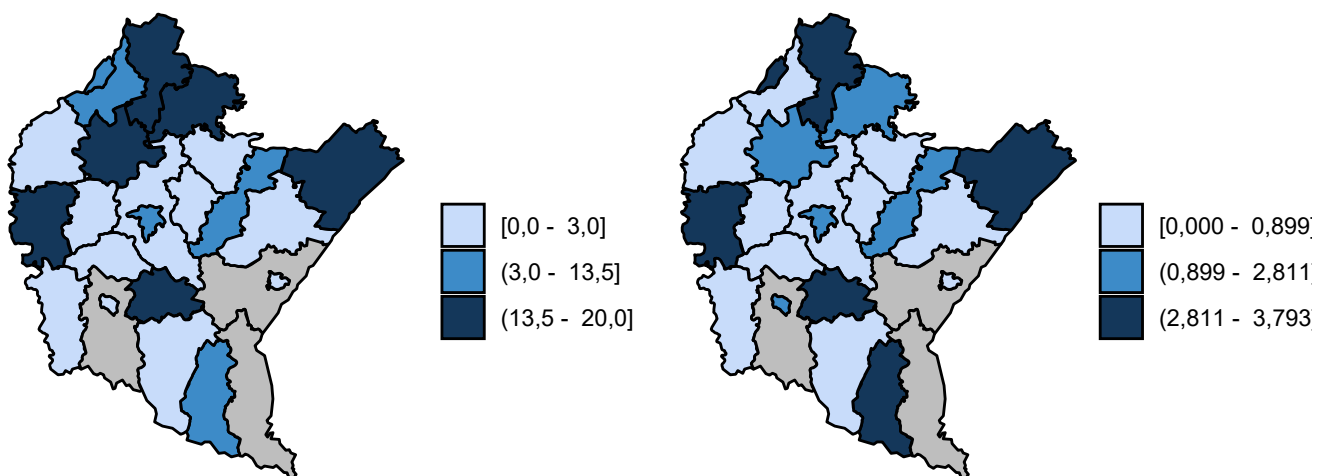 [0,0 -  3,0]
(3,0 -  13,5]
(13,5 -  20,0]
[0,000 -  0,899]
(0,899 -  2,811]
(2,811 -  3,793]